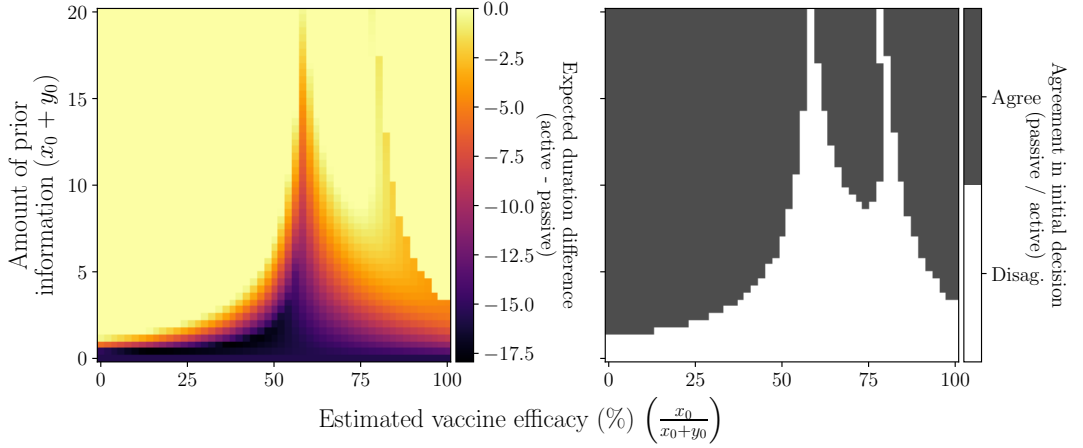 Amount of prior
information (x₀ + y₀)
20
15
10
5
0
0
25
50
75
100
0.0
−2.5
−5.0
−7.5
−10.0
−12.5
−15.0
−17.5
Expected duration difference
(active - passive)
0
25
50
75
100
Agree
Disag.
Agreement in initial decision
(passive / active)
Estimated vaccine efficacy (%) (x₀/(x₀+y₀))